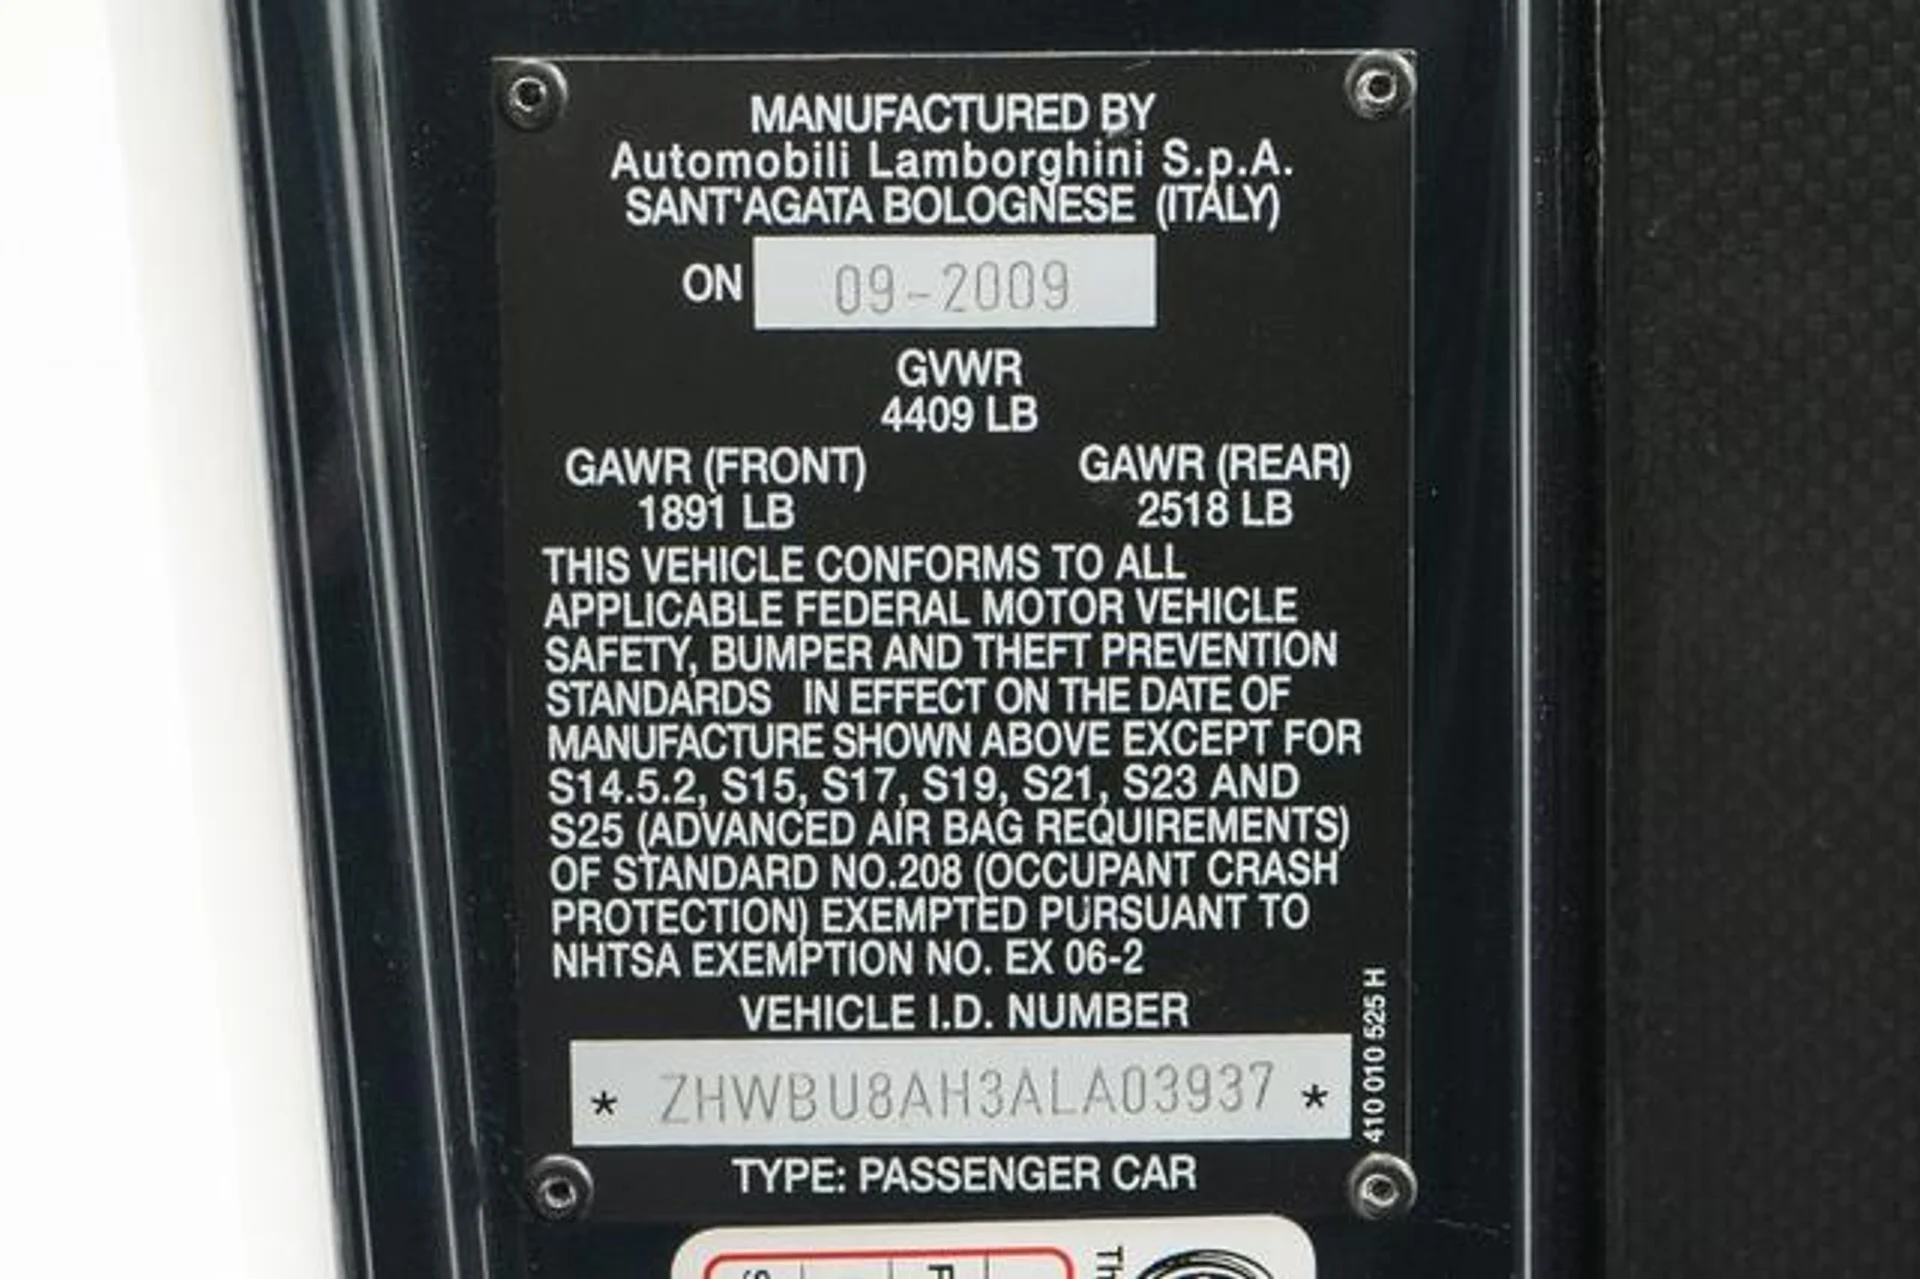 MANUFACTURED BY
Automobili Lamborghini S.p.A.
SANT'AGATA BOLOGNESE (ITALY)
ON 09-2009
GVWR
4409 LB
GAWR (FRONT) GAWR (REAR)
1891 LB 2518 LB
THIS VEHICLE CONFORMS TO ALL
APPLICABLE FEDERAL MOTOR VEHICLE
SAFETY, BUMPER AND THEFT PREVENTION
STANDARDS IN EFFECT ON THE DATE OF
MANUFACTURE SHOWN ABOVE EXCEPT FOR
S14.5.2, S15, S17, S19, S21, S23 AND
S25 (ADVANCED AIR BAG REQUIREMENTS)
OF STANDARD NO.208 (OCCUPANT CRASH
PROTECTION) EXEMPTED PURSUANT TO
NHTSA EXEMPTION NO. EX 06-2
VEHICLE I.D. NUMBER
* ZHWBU8AH3ALA03937 *
410 010 525 H
TYPE: PASSENGER CAR